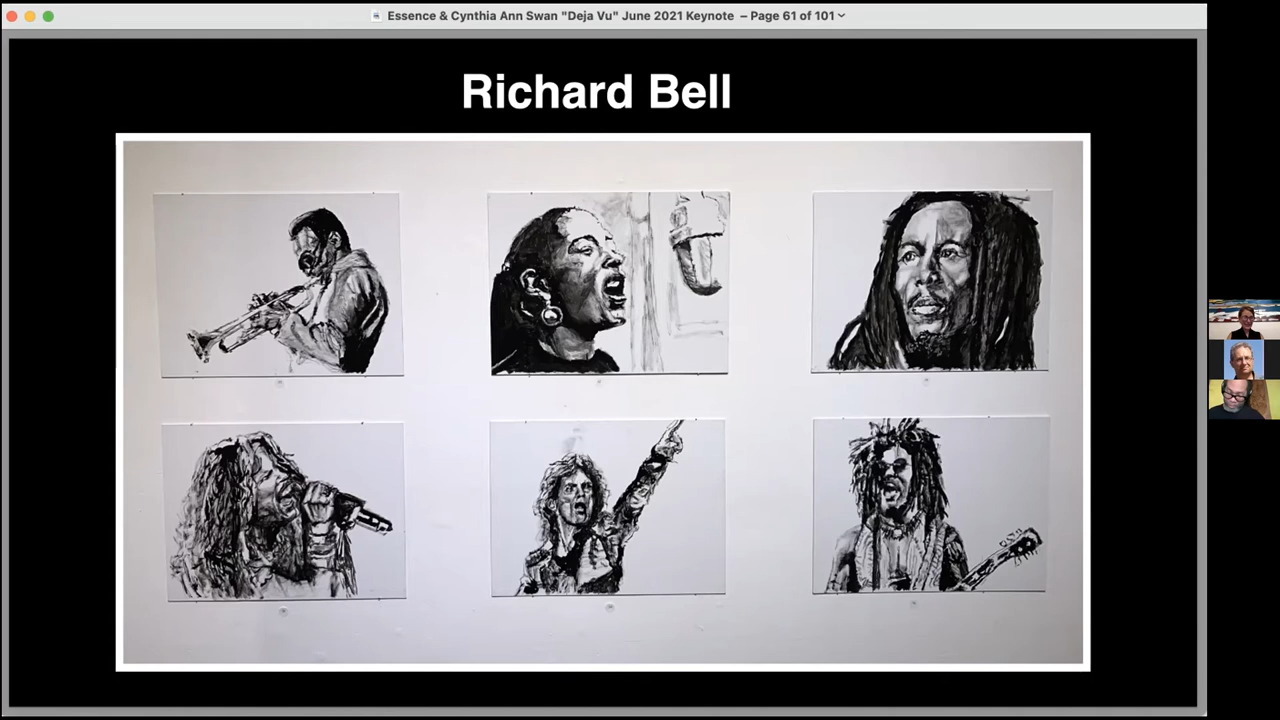 Essence & Cynthia Ann Swan "Deja Vu" June 2021 Keynote – Page 61 of 101
Richard Bell